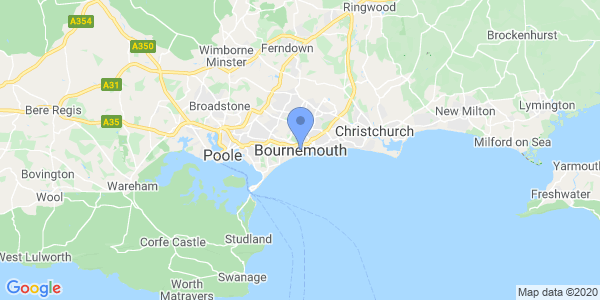 Ringwood
A354
A350
Brockenhurst
Ferndown
Wimborne
Minster
A31
Bere Regis
Broadstone
New Milton
Lymington
A35
Christchurch
Milford on Sea
Poole
Bournemouth
Yarmouth
Bovington
Wareham
Wool
Freshwater
Corfe Castle
Studland
West Lulworth
Swanage
Worth
Matravers
Google
Map data ©2020